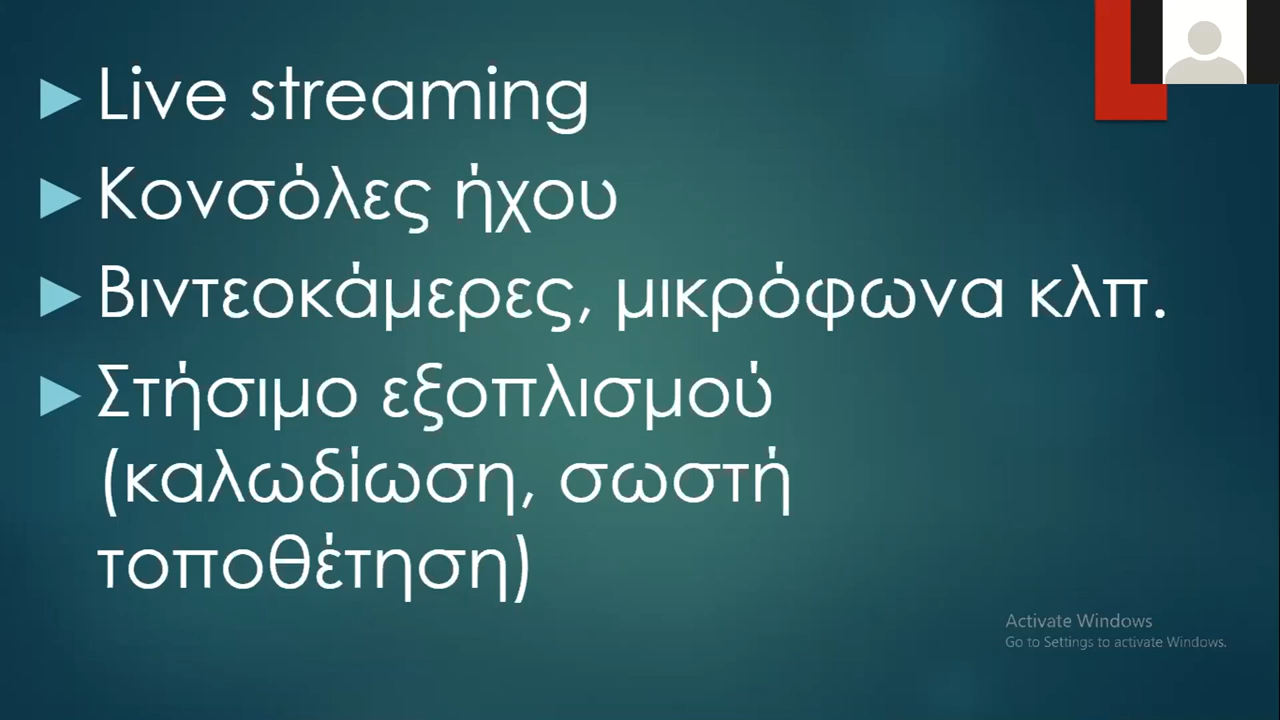 Live streaming
Κονσόλες ήχου
Βιντεοκάμερες, μικρόφωνα κλπ.
Στήσιμο εξοπλισμού
(καλωδίωση, σωστή
τοποθέτηση)
Activate Windows
Go to Settings to activate Windows.